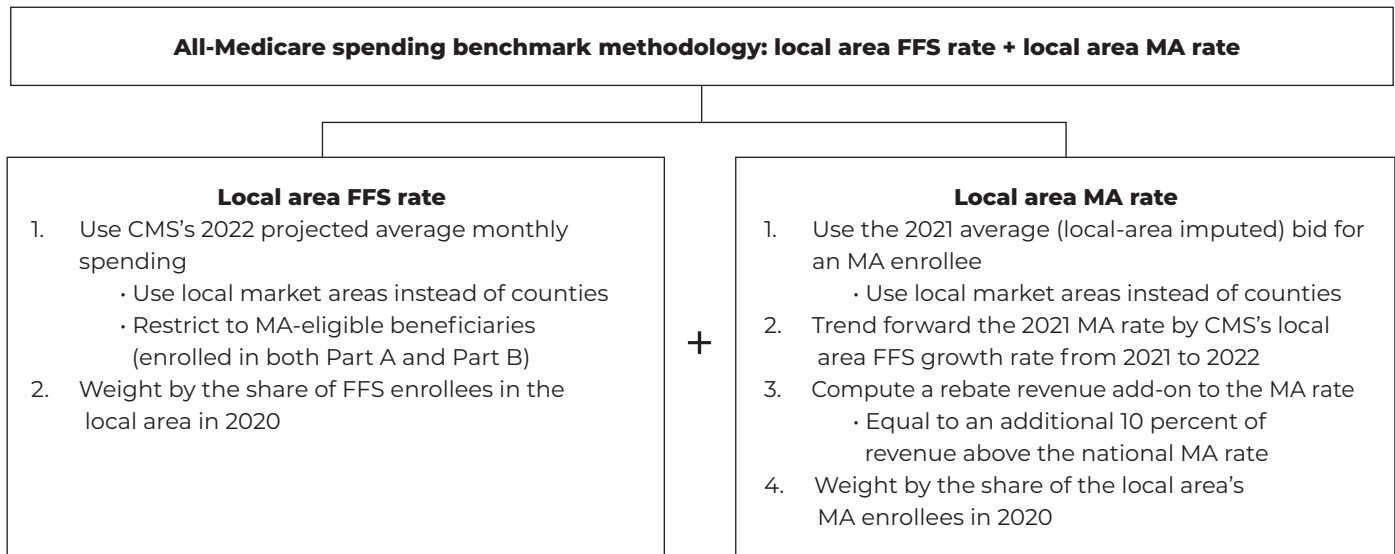 All-Medicare spending benchmark methodology: local area FFS rate + local area MA rate
Local area FFS rate
1. Use CMS's 2022 projected average monthly
spending
· Use local market areas instead of counties
· Restrict to MA-eligible beneficiaries
(enrolled in both Part A and Part B)
2. Weight by the share of FFS enrollees in the
local area in 2020
+
Local area MA rate
1. Use the 2021 average (local-area imputed) bid for
an MA enrollee
· Use local market areas instead of counties
2. Trend forward the 2021 MA rate by CMS's local
area FFS growth rate from 2021 to 2022
3. Compute a rebate revenue add-on to the MA rate
· Equal to an additional 10 percent of
revenue above the national MA rate
4. Weight by the share of the local area's
MA enrollees in 2020